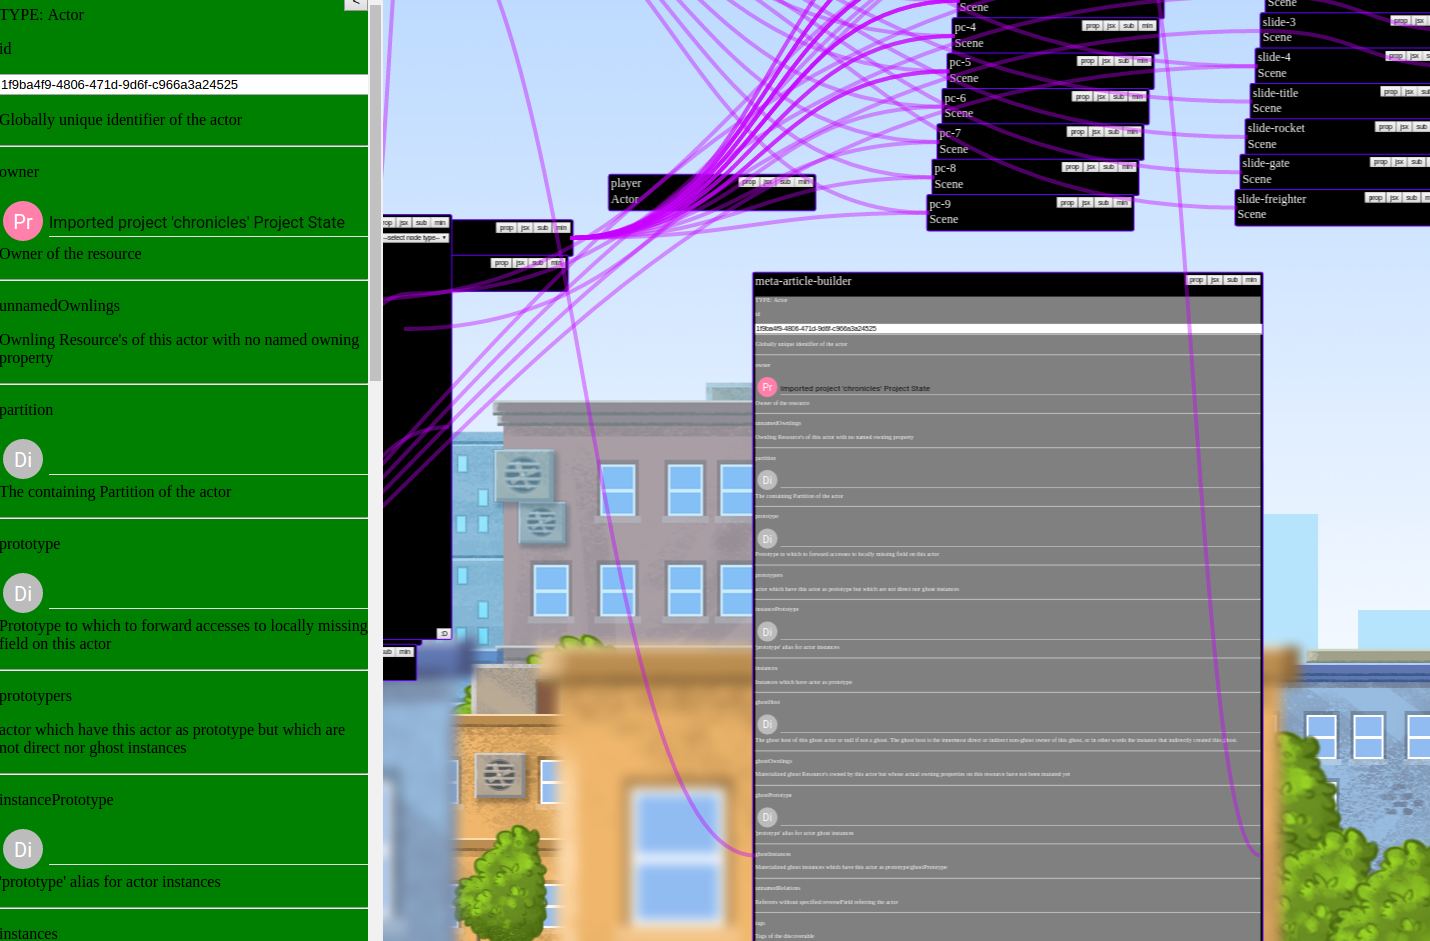 <
TYPE: Actor
id
1f9ba4f9-4806-471d-9d6f-c966a3a24525
Globally unique identifier of the actor
owner
Pr Imported project 'chronicles' Project State
Owner of the resource
unnamedOwnlings
Ownling Resource's of this actor with no named owning
property
partition
Di
The containing Partition of the actor
prototype
Di
Prototype to which to forward accesses to locally missing
field on this actor
prototypers
actor which have this actor as prototype but which are
not direct nor ghost instances
instancePrototype
Di
'prototype' alias for actor instances
instances
prop jsx sub min
--select node type--
prop jsx sub min
prop jsx sub min
:D
sub min
player prop jsx sub min
Actor
Scene
pc-4 prop jsx sub min
Scene
pc-5 prop jsx sub min
Scene
pc-6 prop jsx sub min
Scene
pc-7 prop jsx sub min
Scene
pc-8 prop jsx sub min
Scene
pc-9 prop jsx sub min
Scene
Scene
slide-3 prop jsx
Scene
slide-4 prop jsx
Scene
slide-title prop jsx sub
Scene
slide-rocket prop jsx sub
Scene
slide-gate prop jsx sub
Scene
slide-freighter prop jsx sub
Scene
meta-article-builder prop jsx sub min
TYPE: Actor
id
1f9ba4f9-4806-471d-9d6f-c966a3a24525
Globally unique identifier of the actor
owner
Pr Imported project 'chronicles' Project State
Owner of the resource
unnamedOwnlings
Ownling Resource's of this actor with no named owning property
partition
Di
The containing Partition of the actor
prototype
Di
Prototype to which to forward accesses to locally missing field on this actor
prototypers
actor which have this actor as prototype but which are not direct nor ghost instances
instancePrototype
Di
'prototype' alias for actor instances
instances
Instances which have actor as prototype
ghostHost
Di
The ghost host of this ghost actor or null if not a ghost. The ghost host is the innermost direct or indirect non-ghost owner of this ghost, or in other words the instance that indirectly created this ghost.
ghostOwnlings
Materialized ghost Resource's owned by this actor but whose actual owning properties on this resource have not been mutated yet
ghostPrototype
Di
'prototype' alias for actor ghost instances
ghostInstances
Materialized ghost instances which have this actor as prototype/ghostPrototype
unnamedRelations
Referrers without specified reverseField referring the actor
tags
Tags of the discoverable